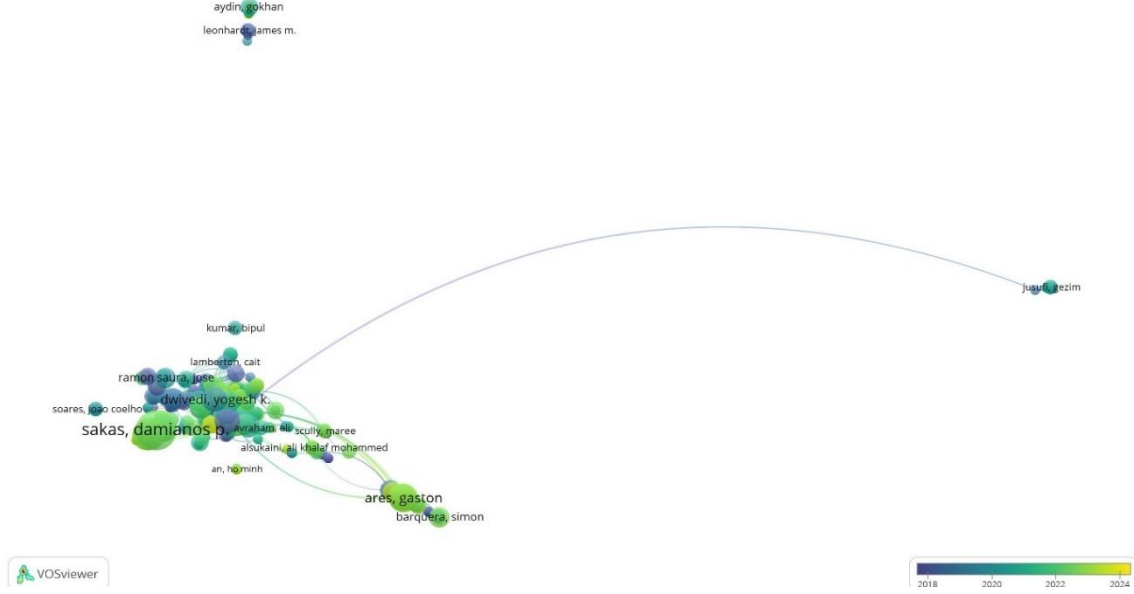 aydin, gokhan
leonhardt, james m.
jusufi, gezim
kumar, bipul
lamberton, cait
ramon saura, jose
dwivedi, yogesh k.
soares, joao coelho
sakas, damianos p.
avraham, eli
scully, maree
alsukaini, ali khalaf mohammed
an, ho minh
ares, gaston
barquera, simon
VOSviewer
2018 2020 2022 2024